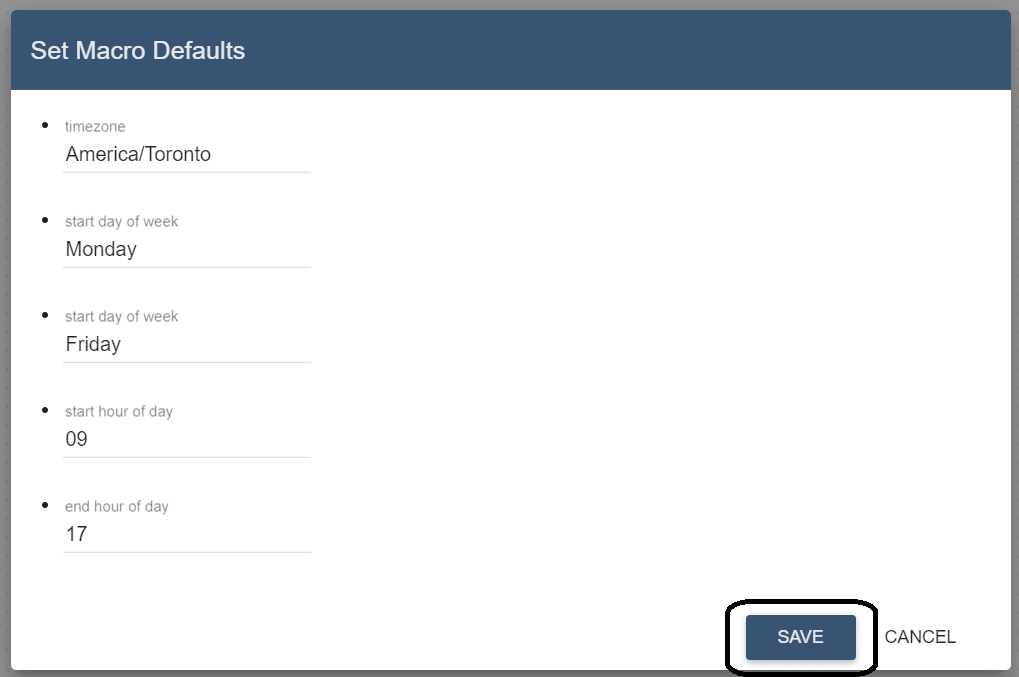 Set Macro Defaults
timezone
America/Toronto
start day of week
Monday
start day of week
Friday
start hour of day
09
end hour of day
17
SAVE CANCEL